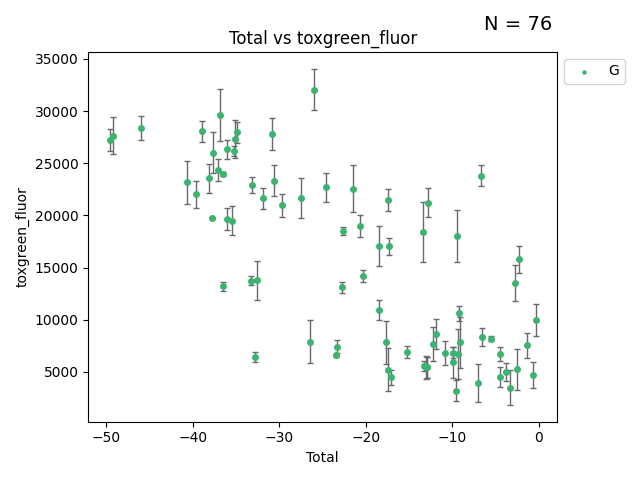 N = 76
Total vs toxgreen_fluor
G
toxgreen_fluor
35000
30000
25000
20000
15000
10000
5000
−50 −40 −30 −20 −10 0
Total